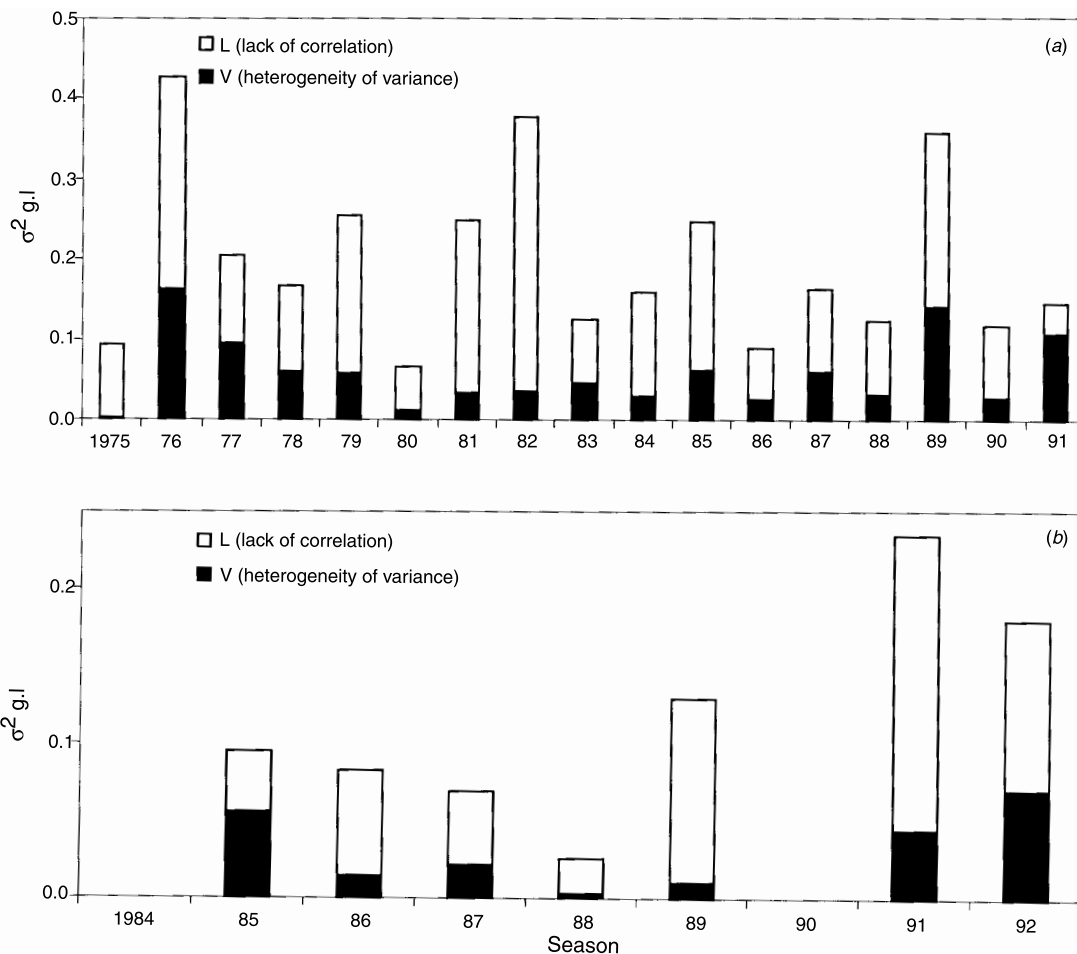 0.5
L (lack of correlation)
(a)
V (heterogeneity of variance)
0.4
0.3
σ² g.l
0.2
0.1
0.0
1975 76 77 78 79 80 81 82 83 84 85 86 87 88 89 90 91
L (lack of correlation)
(b)
V (heterogeneity of variance)
0.2
σ² g.l
0.1
0.0
1984 85 86 87 88 89 90 91 92
Season